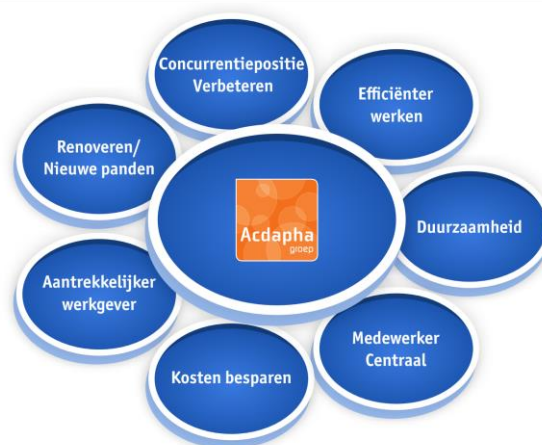 Concurrentiepositie
Verbeteren
Efficiënter
werken
Renoveren/
Nieuwe panden
Acdapha
groep
Duurzaamheid
Aantrekkelijker
werkgever
Medewerker
Centraal
Kosten besparen